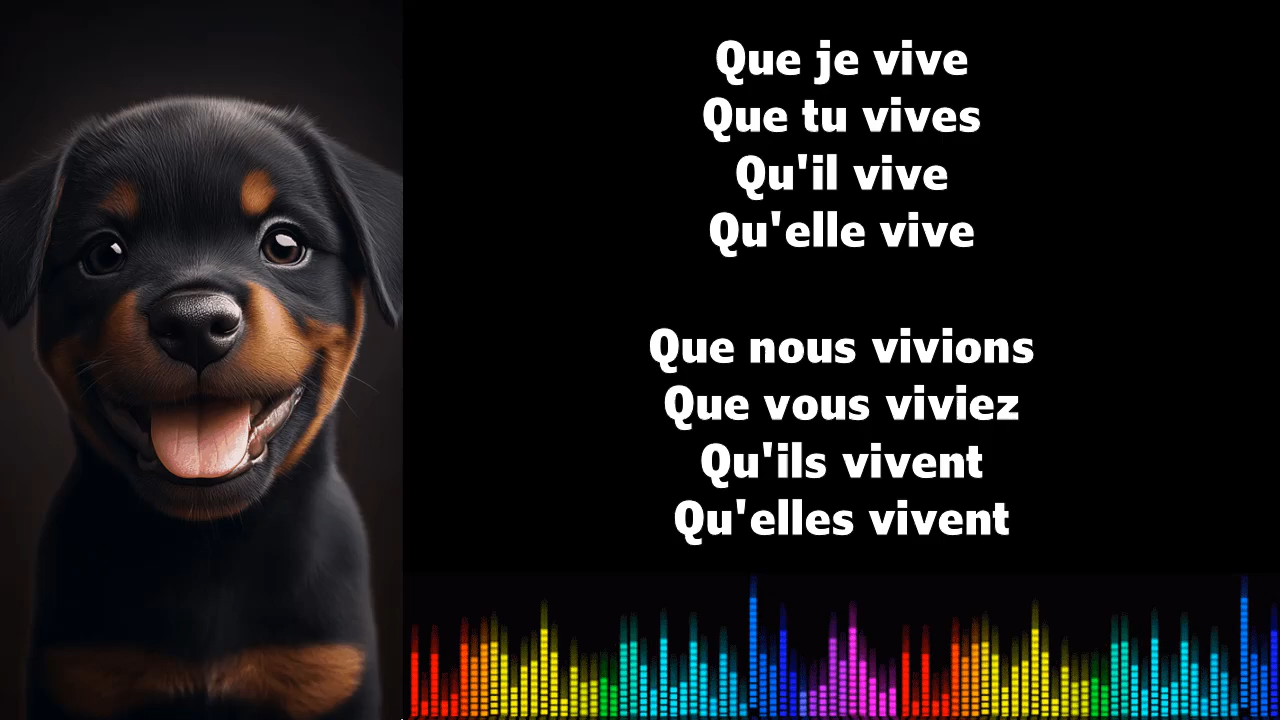 Que je vive
Que tu vives
Qu'il vive
Qu'elle vive
Que nous vivions
Que vous viviez
Qu'ils vivent
Qu'elles vivent